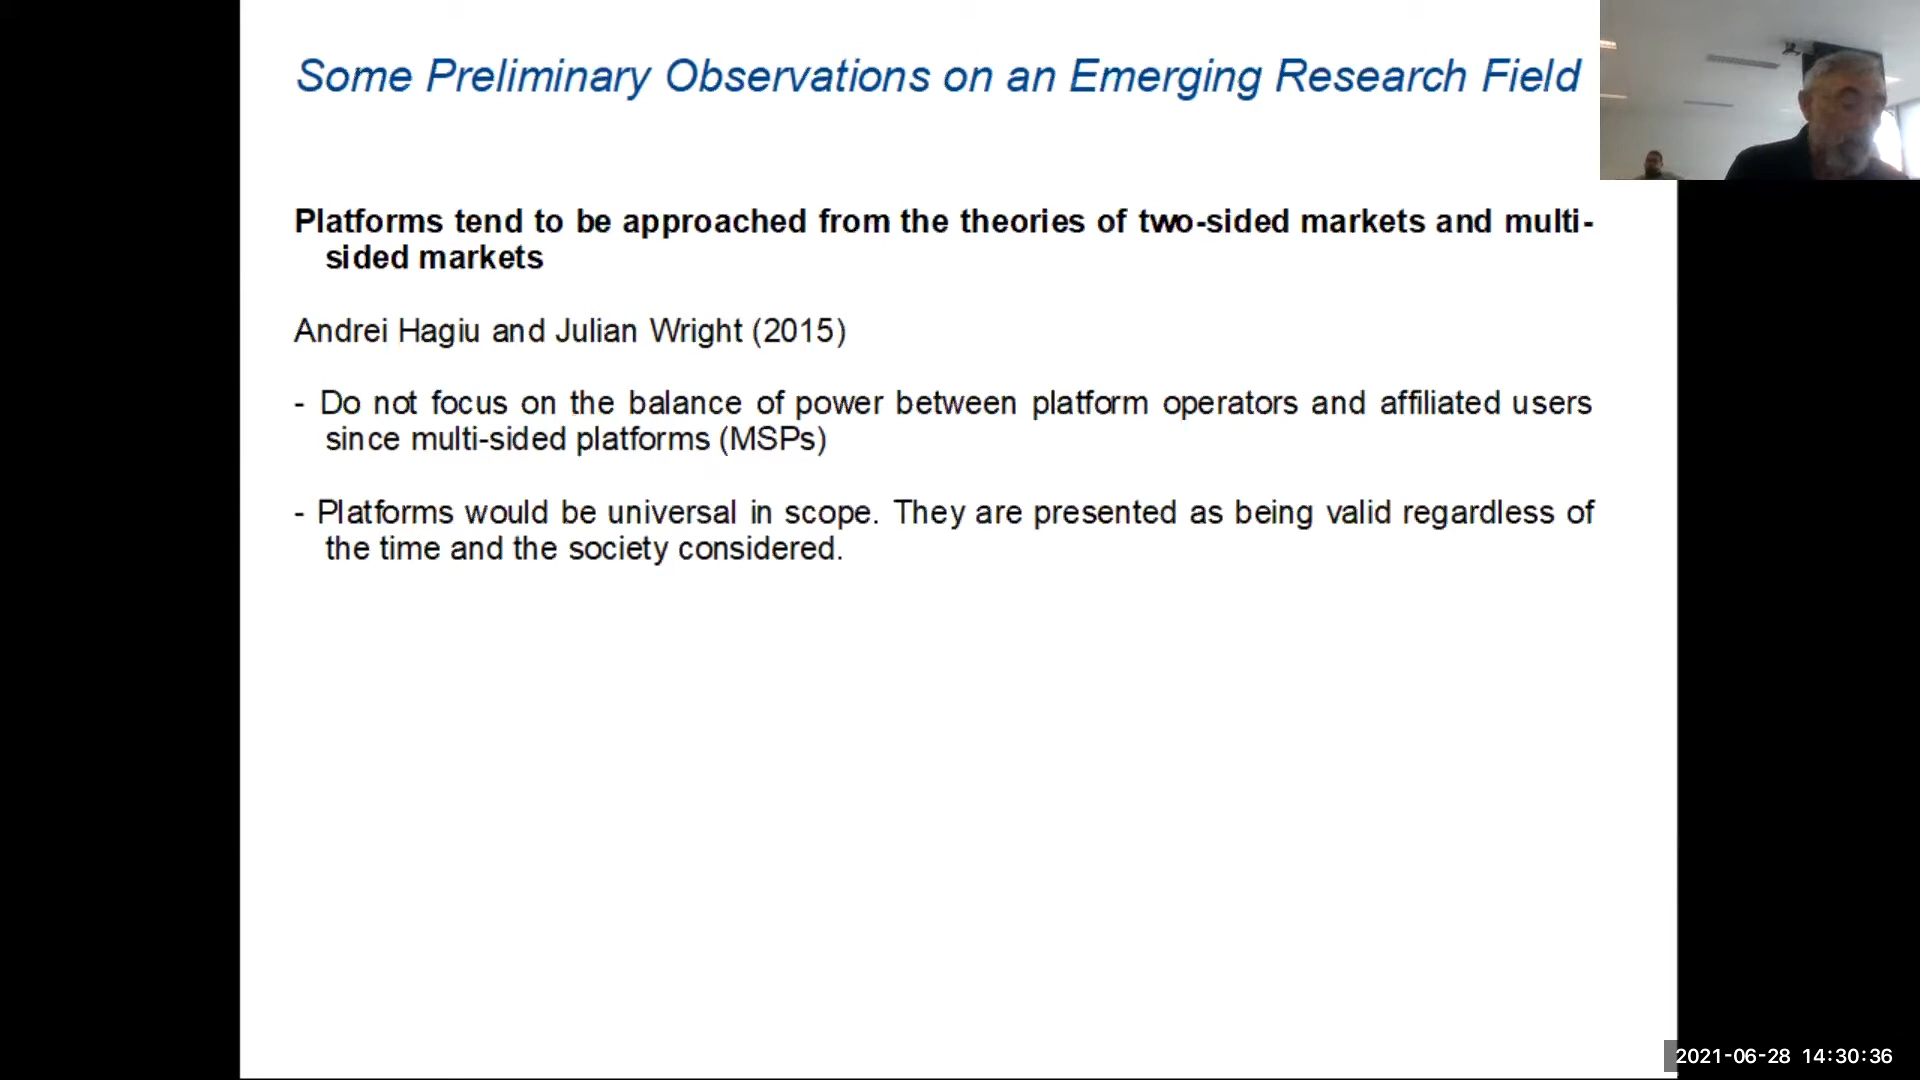 Some Preliminary Observations on an Emerging Research Field
Platforms tend to be approached from the theories of two-sided markets and multi-
sided markets
Andrei Hagiu and Julian Wright (2015)
- Do not focus on the balance of power between platform operators and affiliated users
since multi-sided platforms (MSPs)
- Platforms would be universal in scope. They are presented as being valid regardless of
the time and the society considered.
2021-06-28 14:30:36